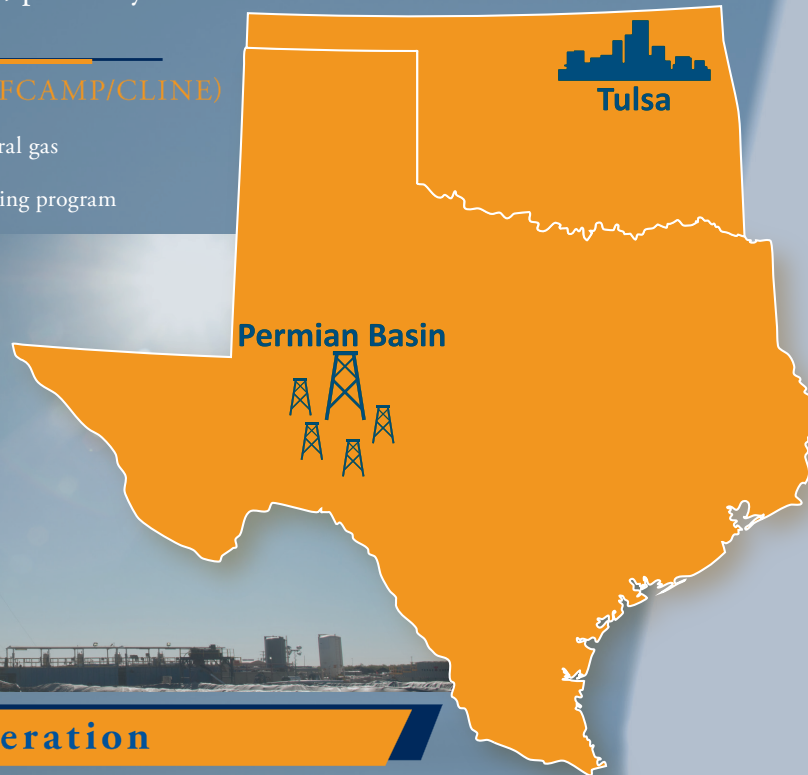 FCAMP/CLINE)
ral gas
ing program
Tulsa
Permian Basin
eration